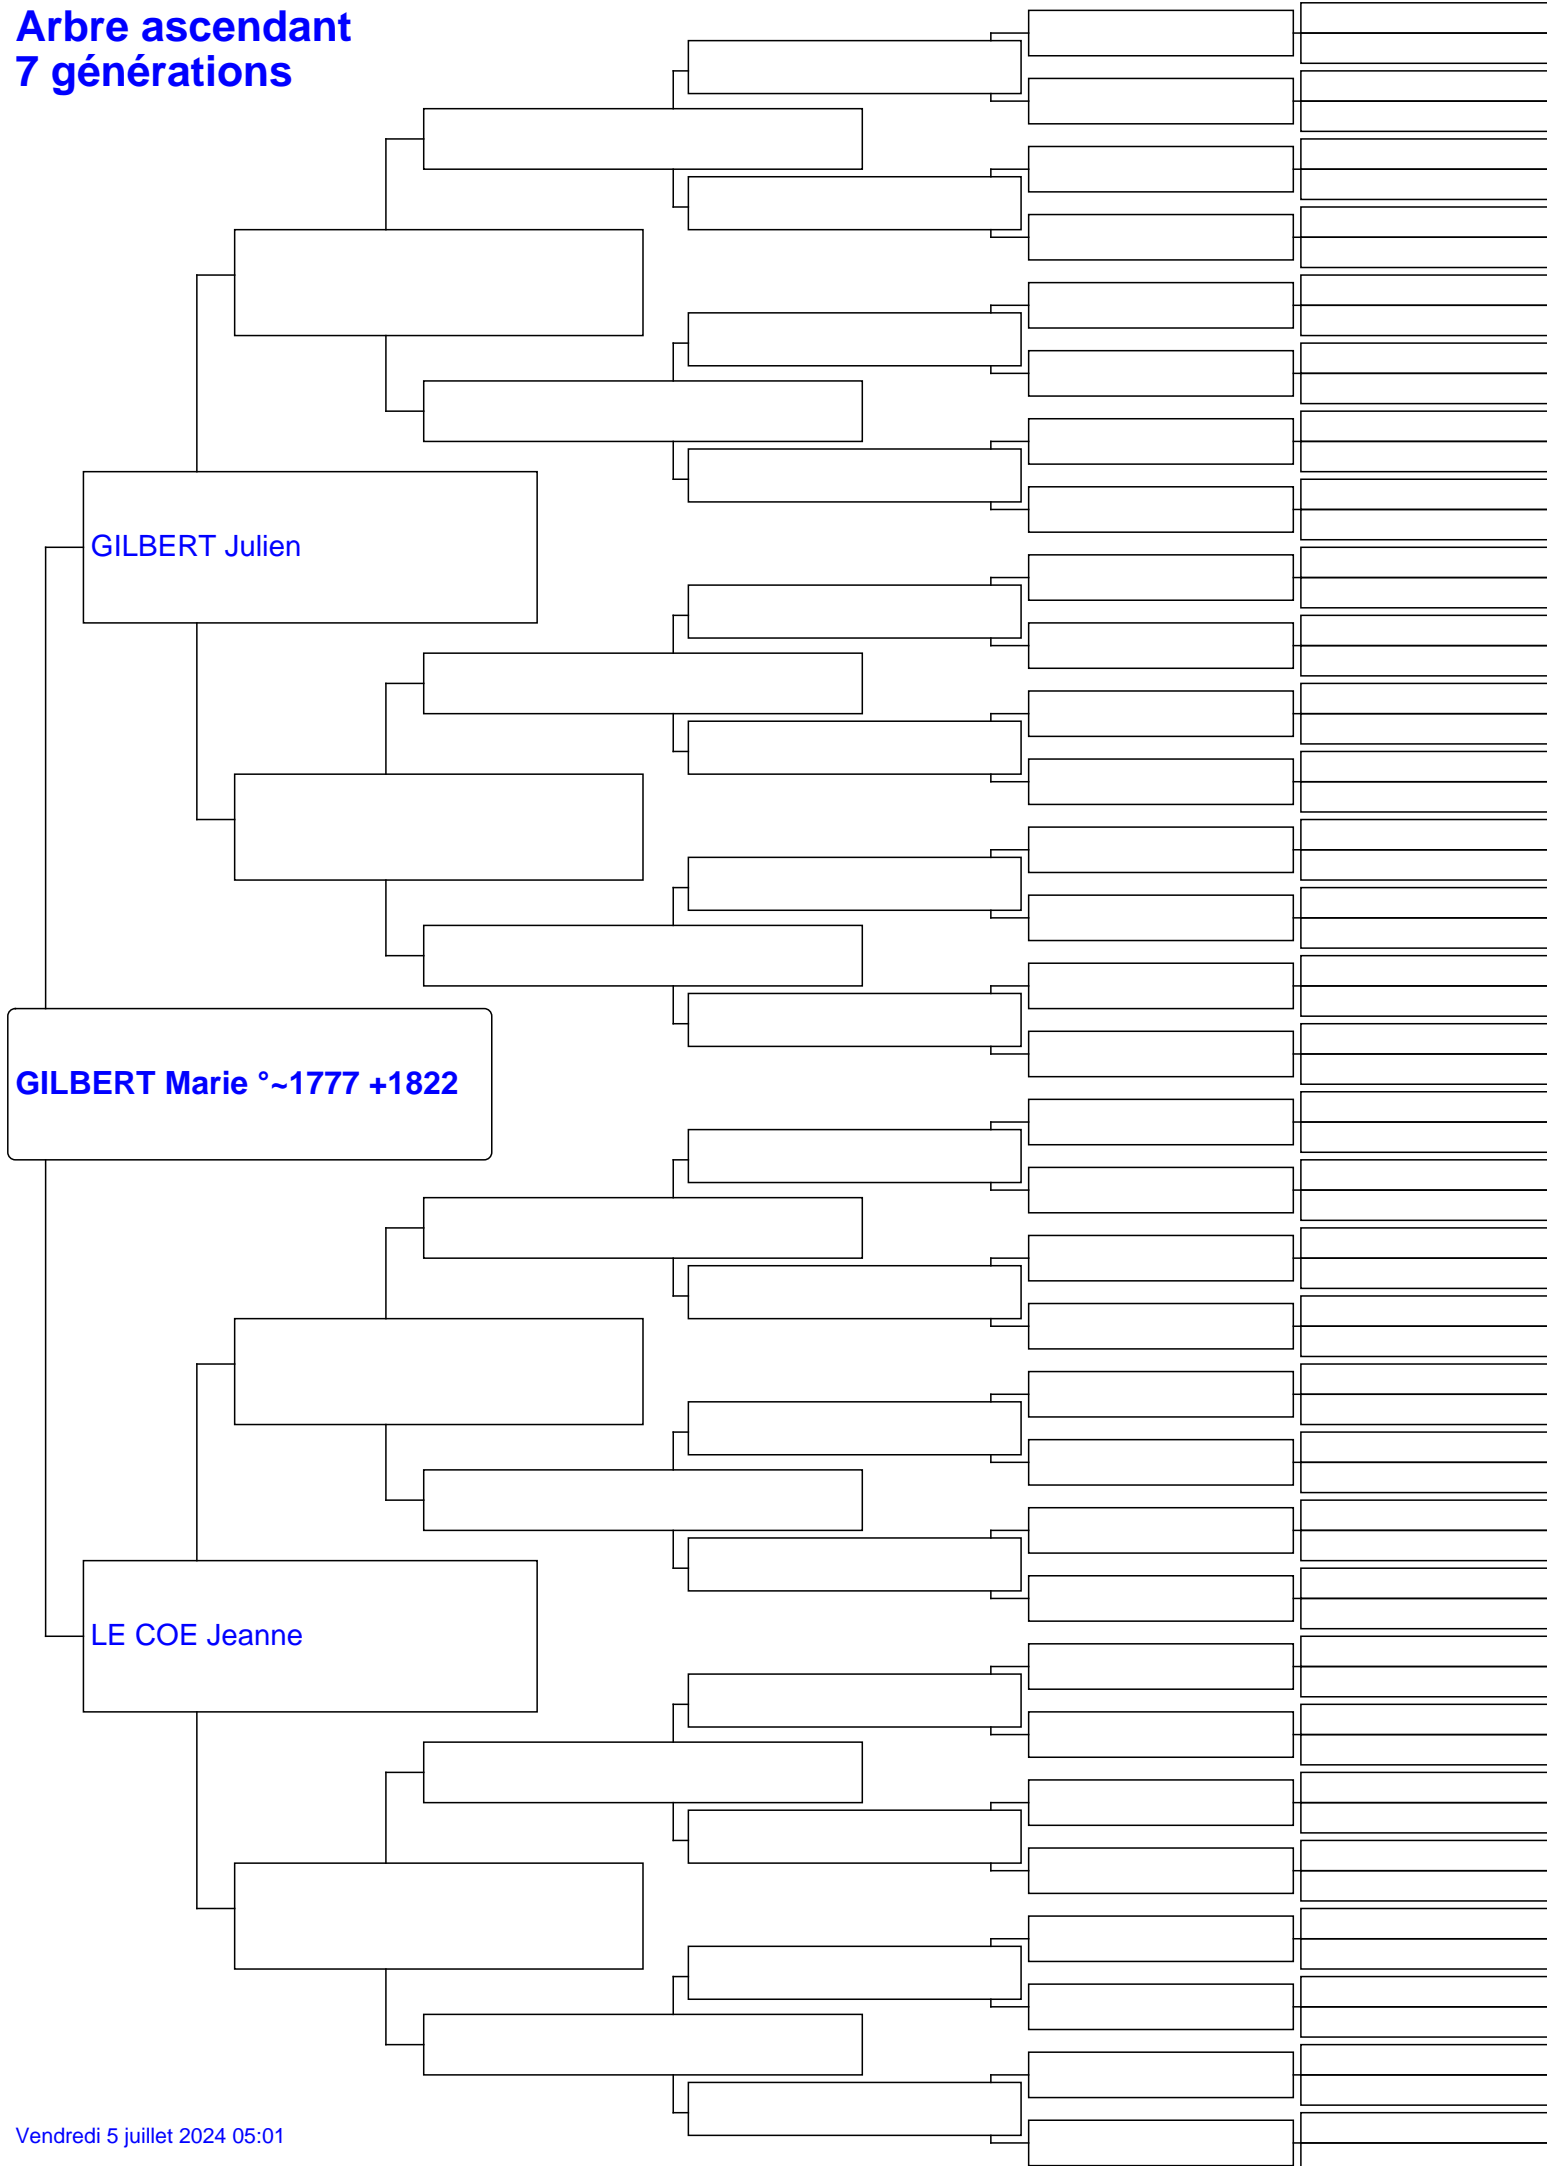 Arbre ascendant
7 générations
GILBERT Julien
GILBERT Marie °~1777 +1822
LE COE Jeanne
Vendredi 5 juillet 2024 05:01